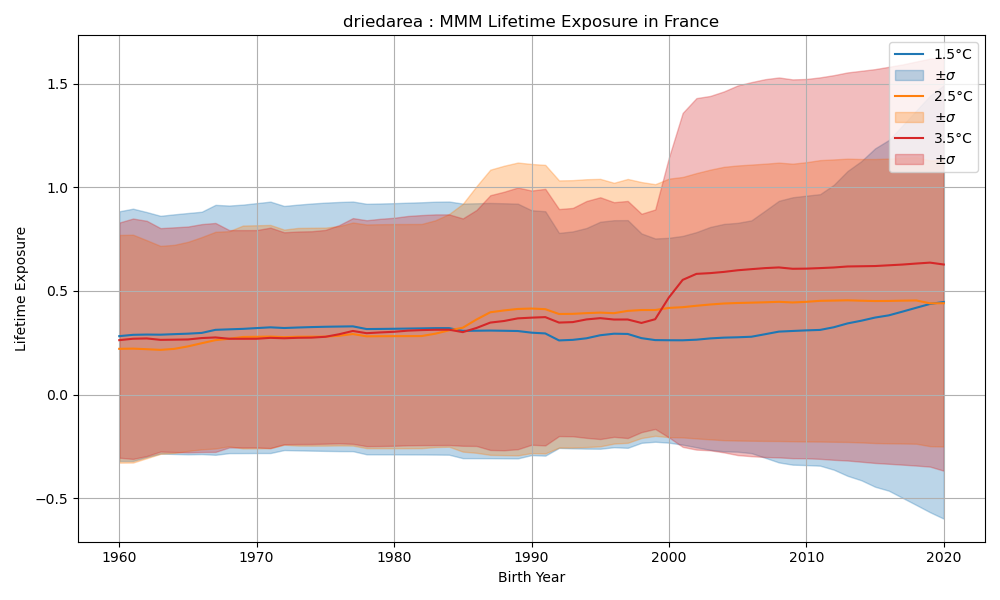 driedarea : MMM Lifetime Exposure in France
1.5°C
±σ
2.5°C
±σ
3.5°C
±σ
Lifetime Exposure
1.5
1.0
0.5
0.0
−0.5
1960 1970 1980 1990 2000 2010 2020
Birth Year